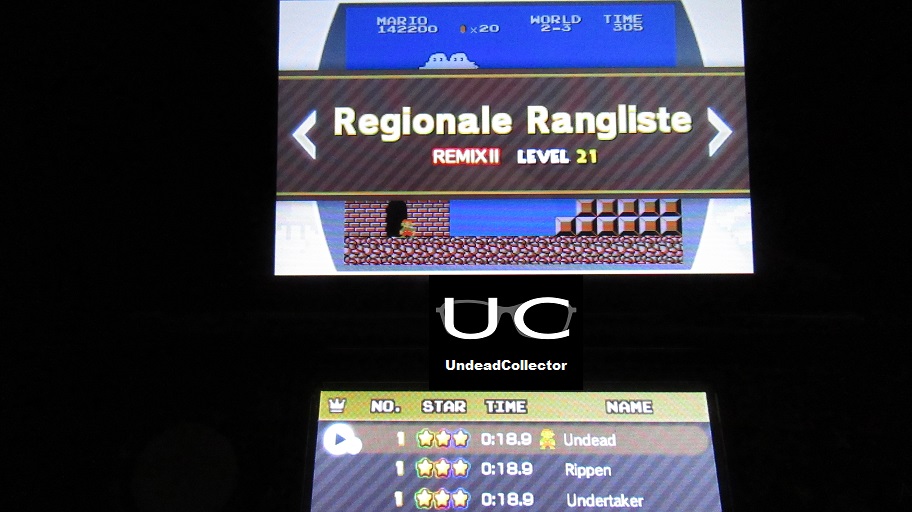 MARIO WORLD TIME
142200 x20 2-3 305
Regionale Rangliste
REMIX II LEVEL 21
UC
UndeadCollector
NO. STAR TIME NAME
1 0:18.9 Undead
1 0:18.9 Rippen
1 0:18.9 Undertaker